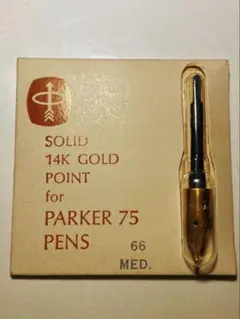 SOLID
14K GOLD
POINT
for
PARKER 75
PENS
66
MED.